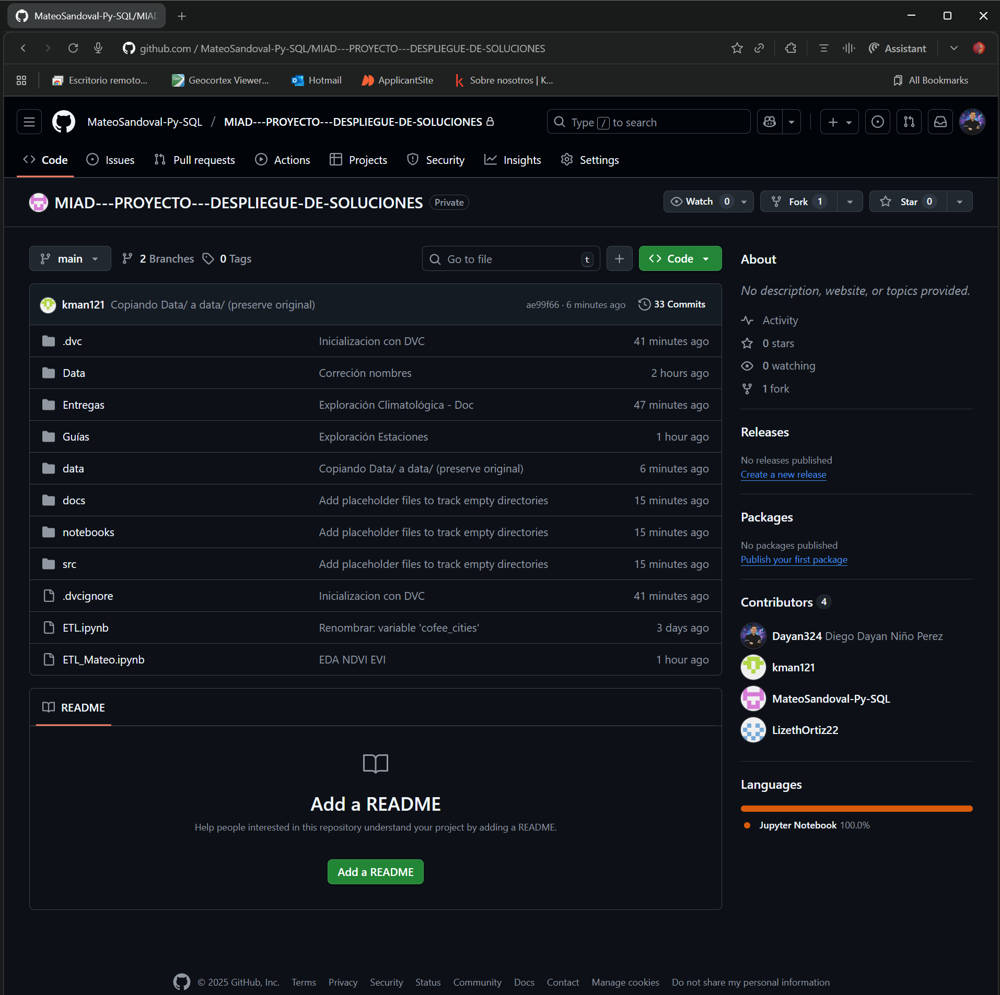 MateoSandoval-Py-SQL/MIAD
github.com / MateoSandoval-Py-SQL/MIAD---PROYECTO---DESPLIEGUE-DE-SOLUCIONES
Assistant
Escritorio remoto...
Geocortex Viewer...
Hotmail
ApplicantSite
Sobre nosotros | K...
All Bookmarks
MateoSandoval-Py-SQL / MIAD---PROYECTO---DESPLIEGUE-DE-SOLUCIONES
Type / to search
Code
Issues
Pull requests
Actions
Projects
Security
Insights
Settings
MIAD---PROYECTO---DESPLIEGUE-DE-SOLUCIONES Private
Watch 0
Fork 1
Star 0
main
2 Branches
0 Tags
Go to file t
Code
kman121 Copiando Data/ a data/ (preserve original) ae99f66 · 6 minutes ago 33 Commits
.dvc Inicializacion con DVC 41 minutes ago
Data Correción nombres 2 hours ago
Entregas Exploración Climatológica - Doc 47 minutes ago
Guías Exploración Estaciones 1 hour ago
data Copiando Data/ a data/ (preserve original) 6 minutes ago
docs Add placeholder files to track empty directories 15 minutes ago
notebooks Add placeholder files to track empty directories 15 minutes ago
src Add placeholder files to track empty directories 15 minutes ago
.dvcignore Inicializacion con DVC 41 minutes ago
ETL.ipynb Renombrar: variable 'cofee_cities' 3 days ago
ETL_Mateo.ipynb EDA NDVI EVI 1 hour ago
README
Add a README
Help people interested in this repository understand your project by adding a README.
Add a README
About
No description, website, or topics provided.
Activity
0 stars
0 watching
1 fork
Releases
No releases published
Create a new release
Packages
No packages published
Publish your first package
Contributors 4
Dayan324 Diego Dayan Niño Perez
kman121
MateoSandoval-Py-SQL
LizethOrtiz22
Languages
Jupyter Notebook 100.0%
© 2025 GitHub, Inc. Terms Privacy Security Status Community Docs Contact Manage cookies Do not share my personal information